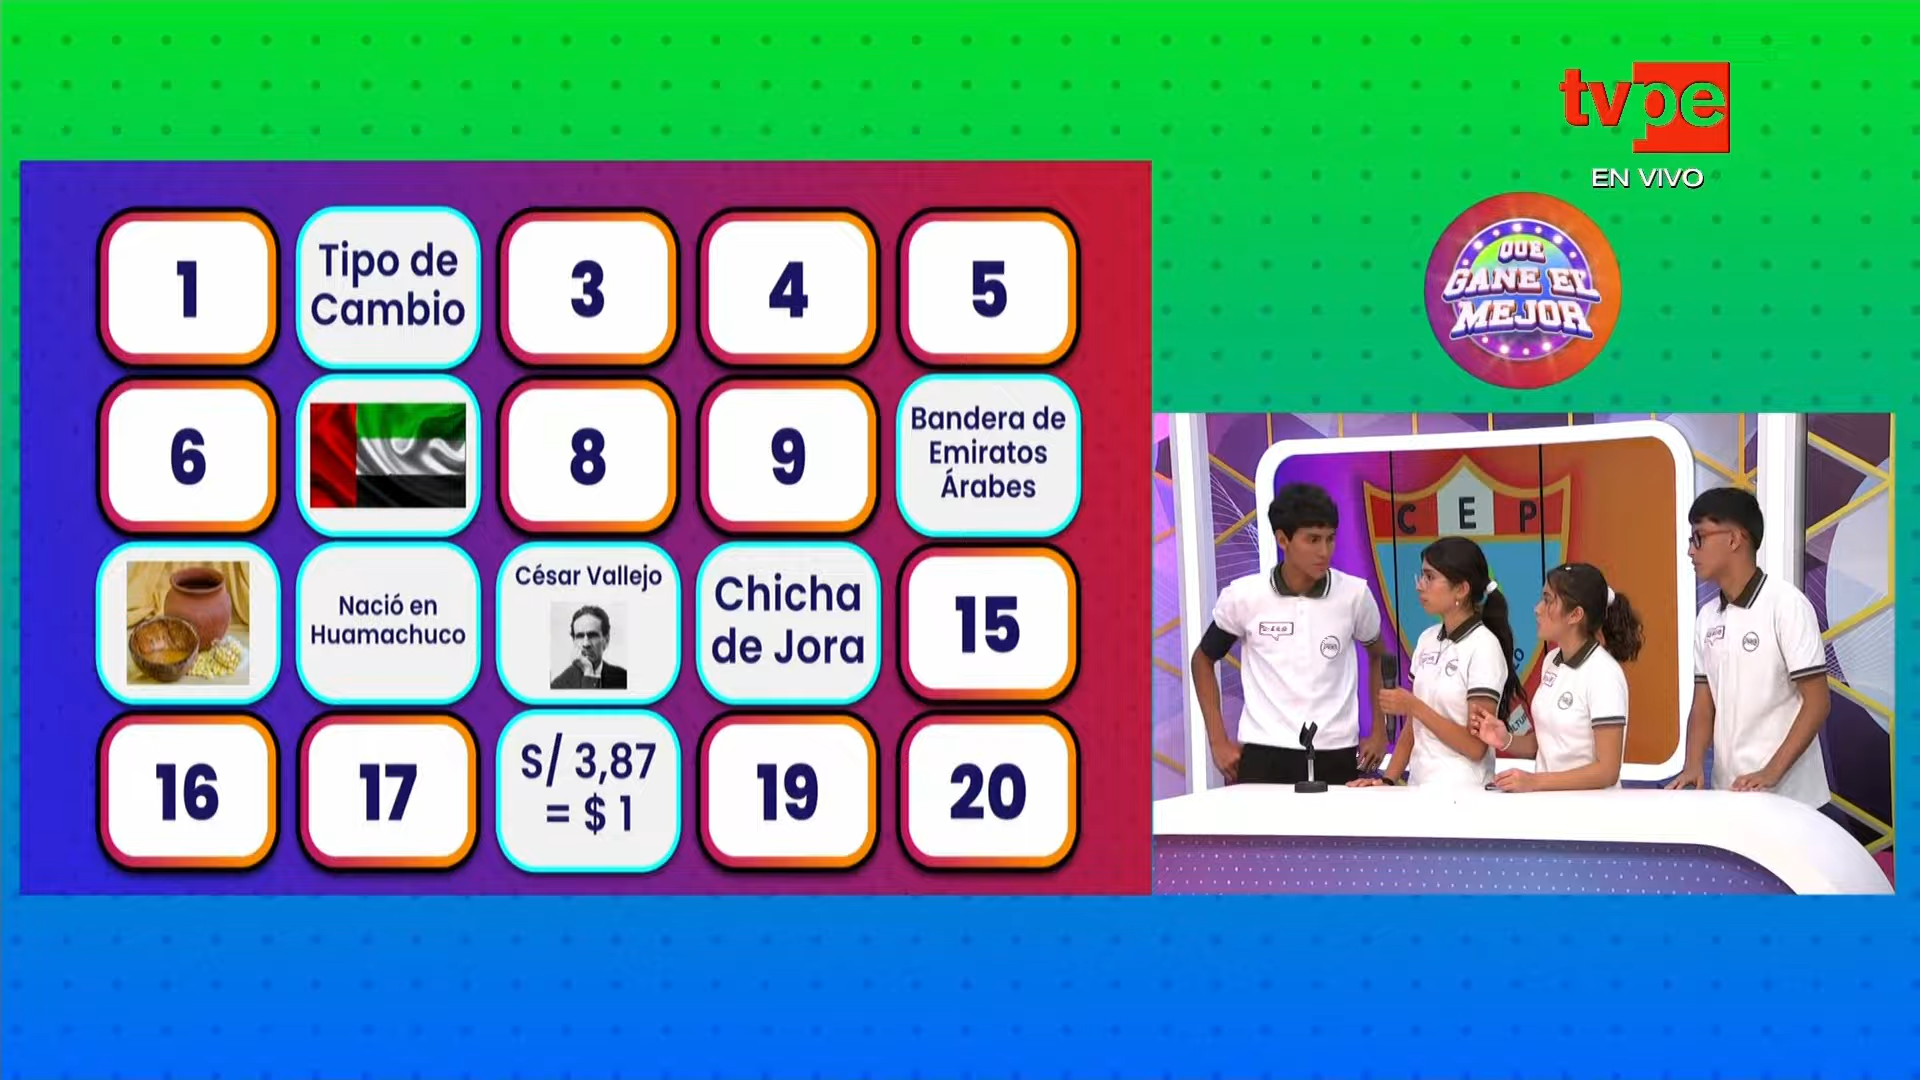 tvpe
EN VIVO
QUE
GANE EL
MEJOR
1
Tipo de
Cambio
3
4
5
6
8
9
Bandera de
Emiratos
Árabes
Nació en
Huamachuco
César Vallejo
Chicha
de Jora
15
16
17
S/ 3,87
= $ 1
19
20
C E P